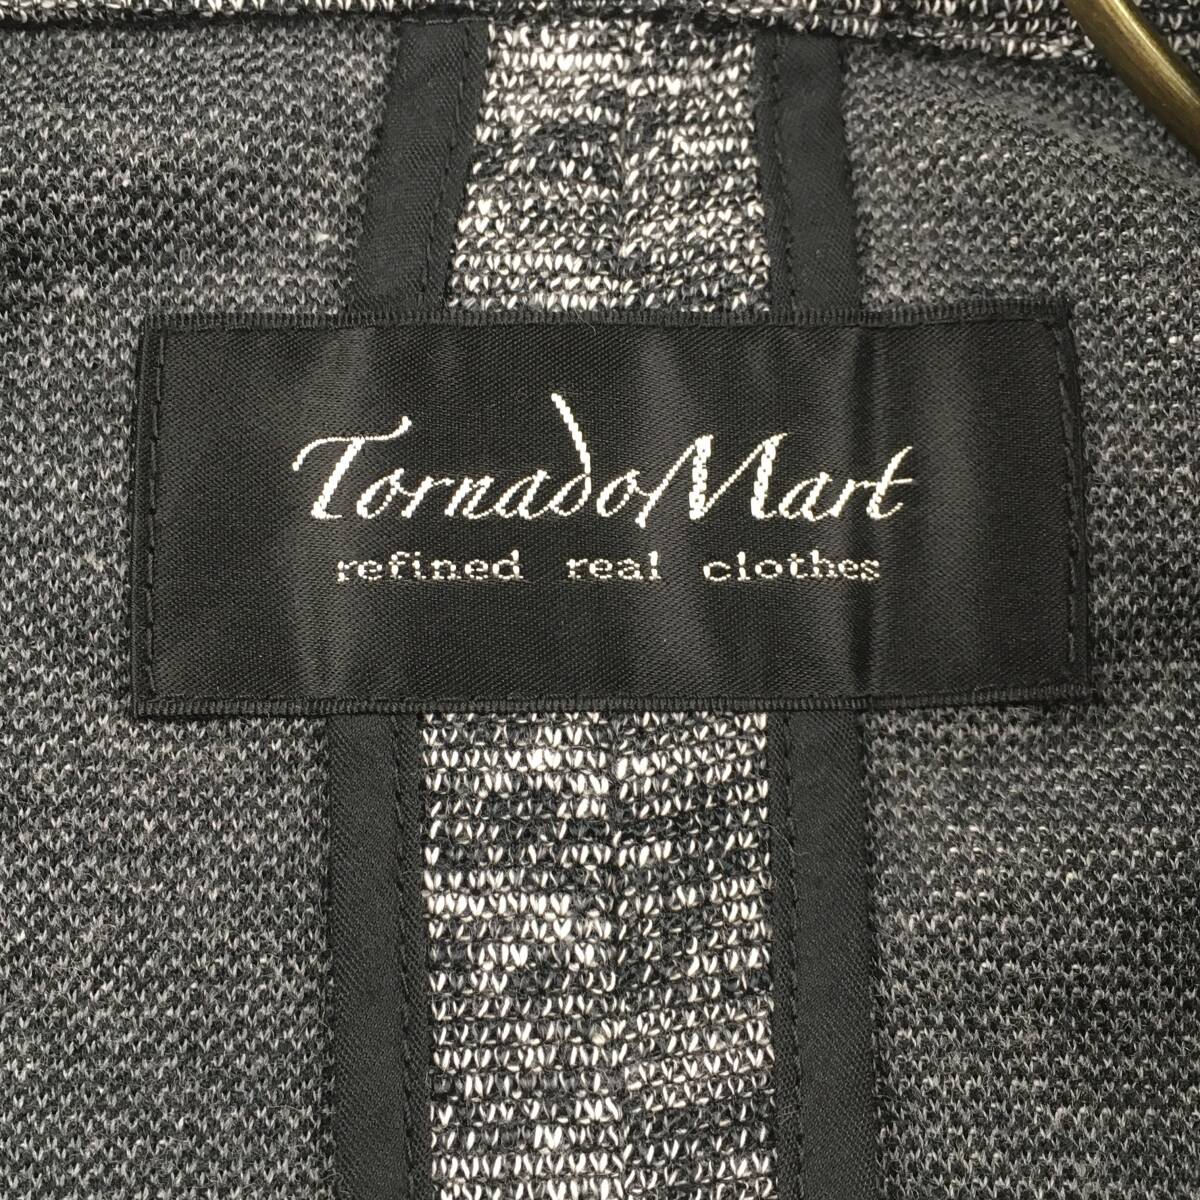 TornadoMart
refined real clothes